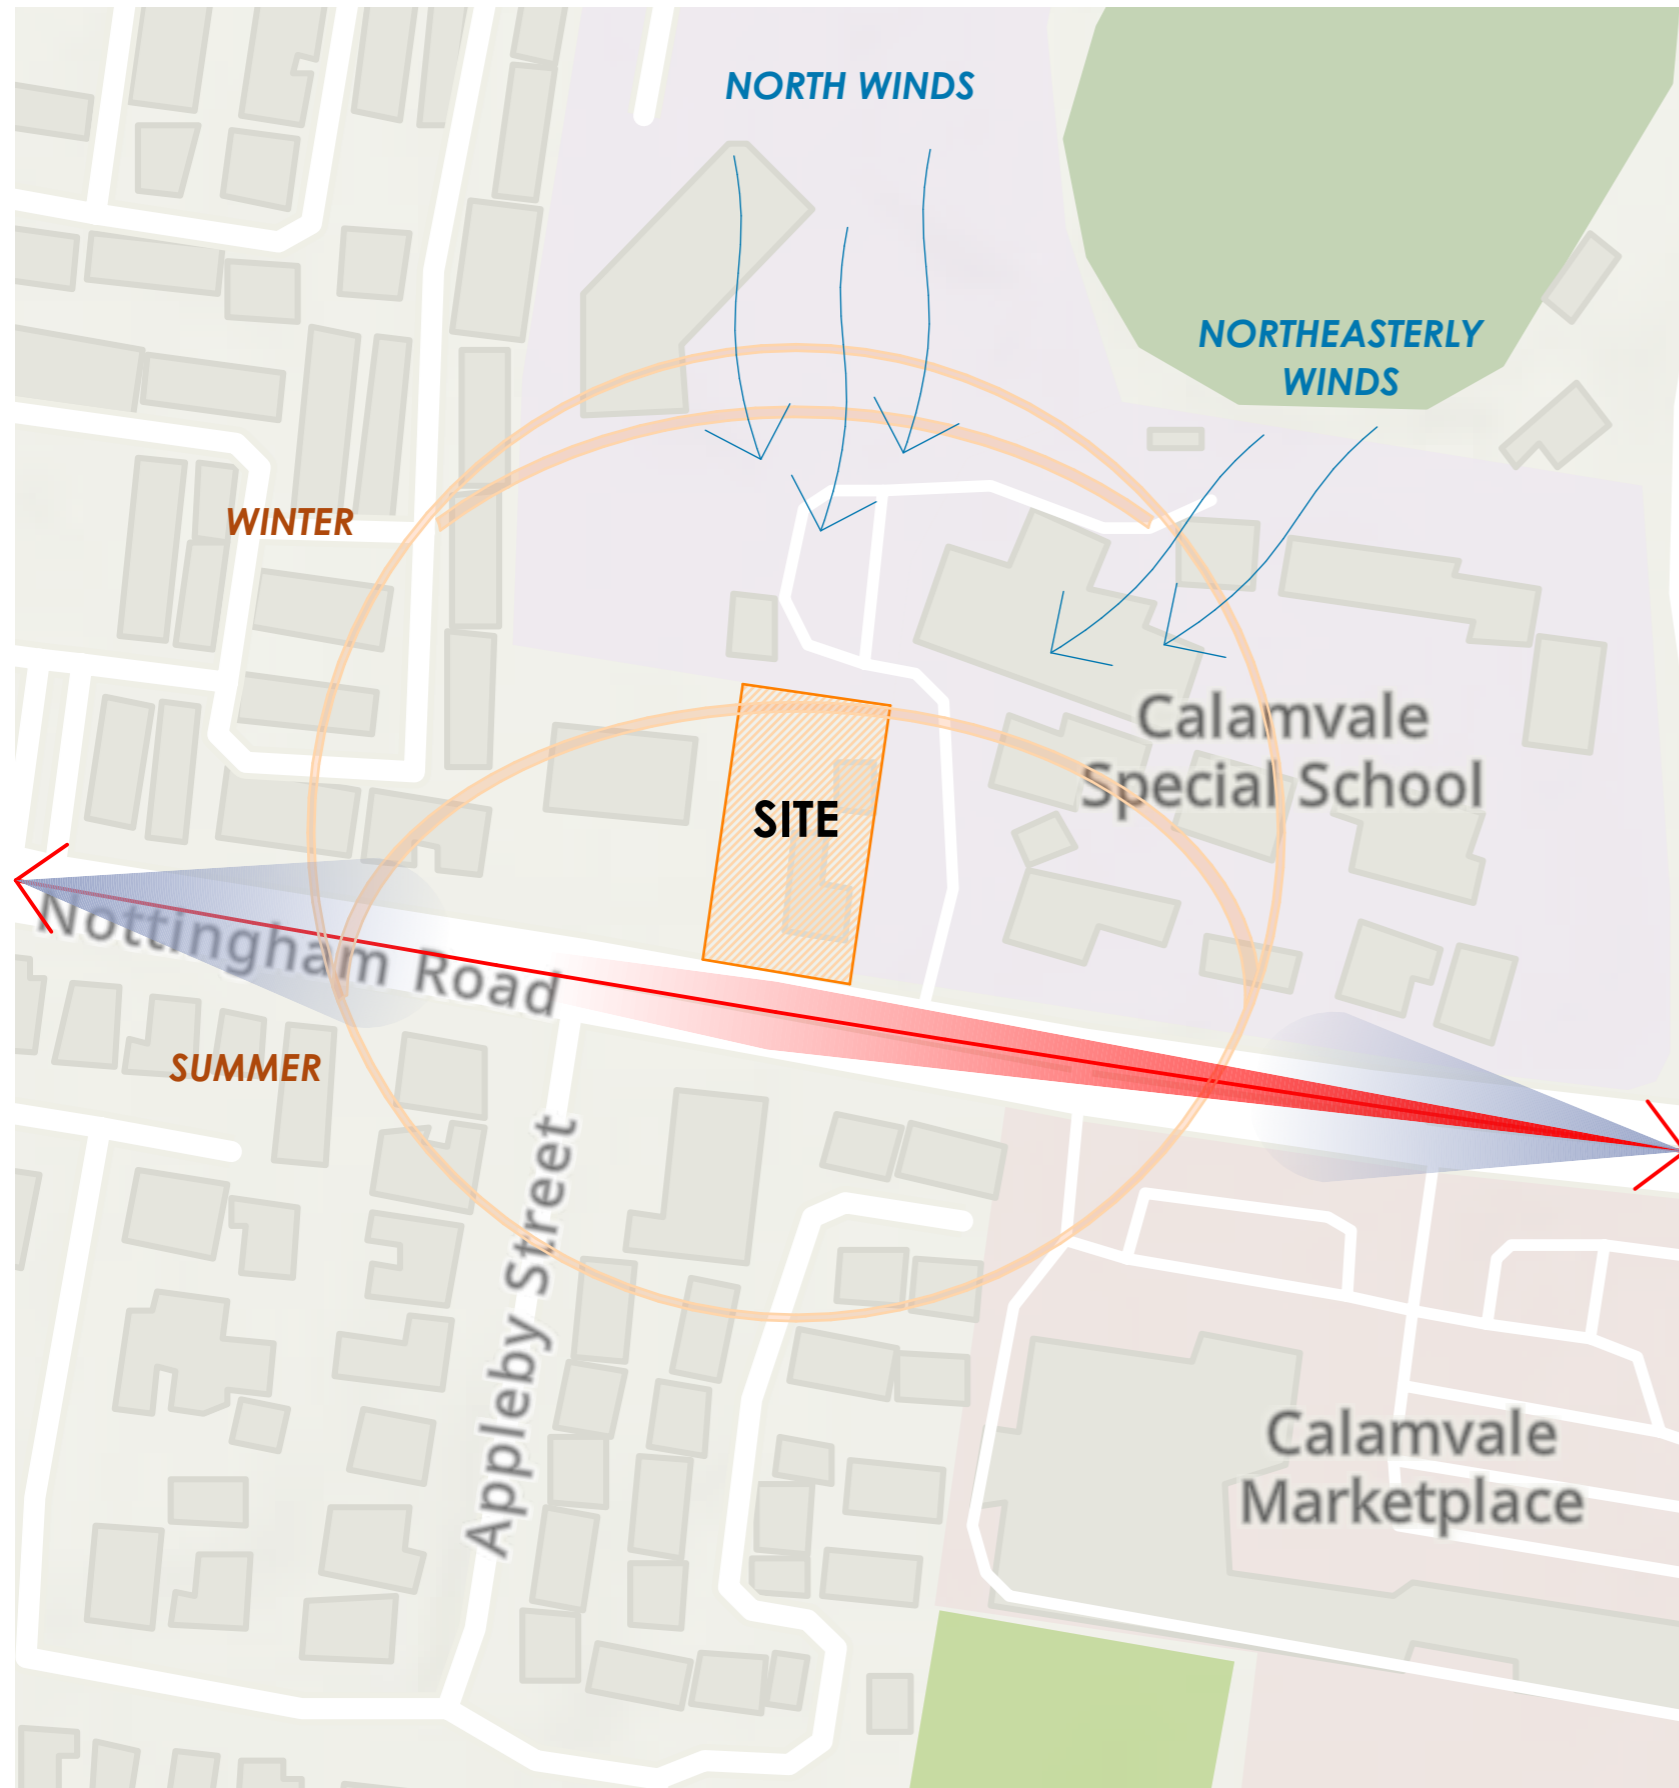 NORTH WINDS
NORTHEASTERLY
WINDS
WINTER
Calamvale
Special School
SITE
Nottingham Road
SUMMER
Appleby Street
Calamvale
Marketplace